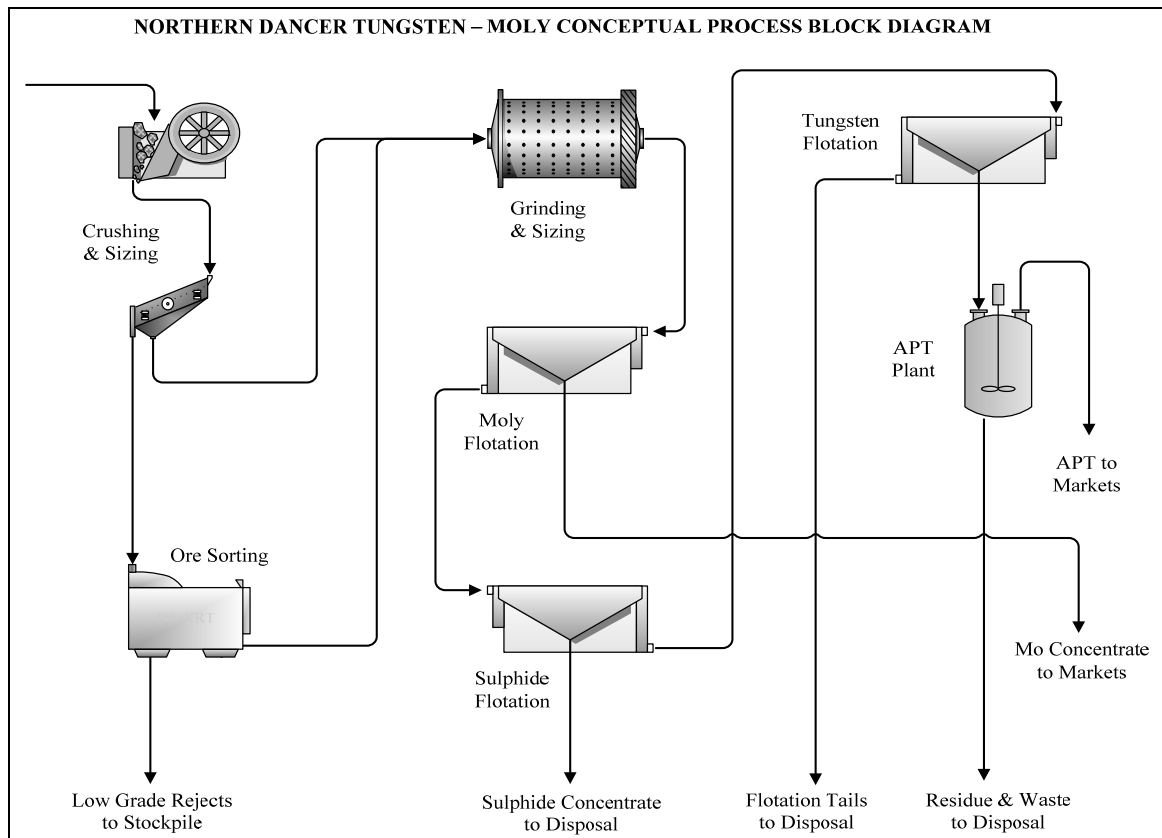 NORTHERN DANCER TUNGSTEN – MOLY CONCEPTUAL PROCESS BLOCK DIAGRAM
Tungsten
Flotation
Grinding
& Sizing
Crushing
& Sizing
APT
Plant
Moly
Flotation
APT to
Markets
Ore Sorting
Mo Concentrate
to Markets
Sulphide
Flotation
Low Grade Rejects
to Stockpile
Sulphide Concentrate
to Disposal
Flotation Tails
to Disposal
Residue & Waste
to Disposal